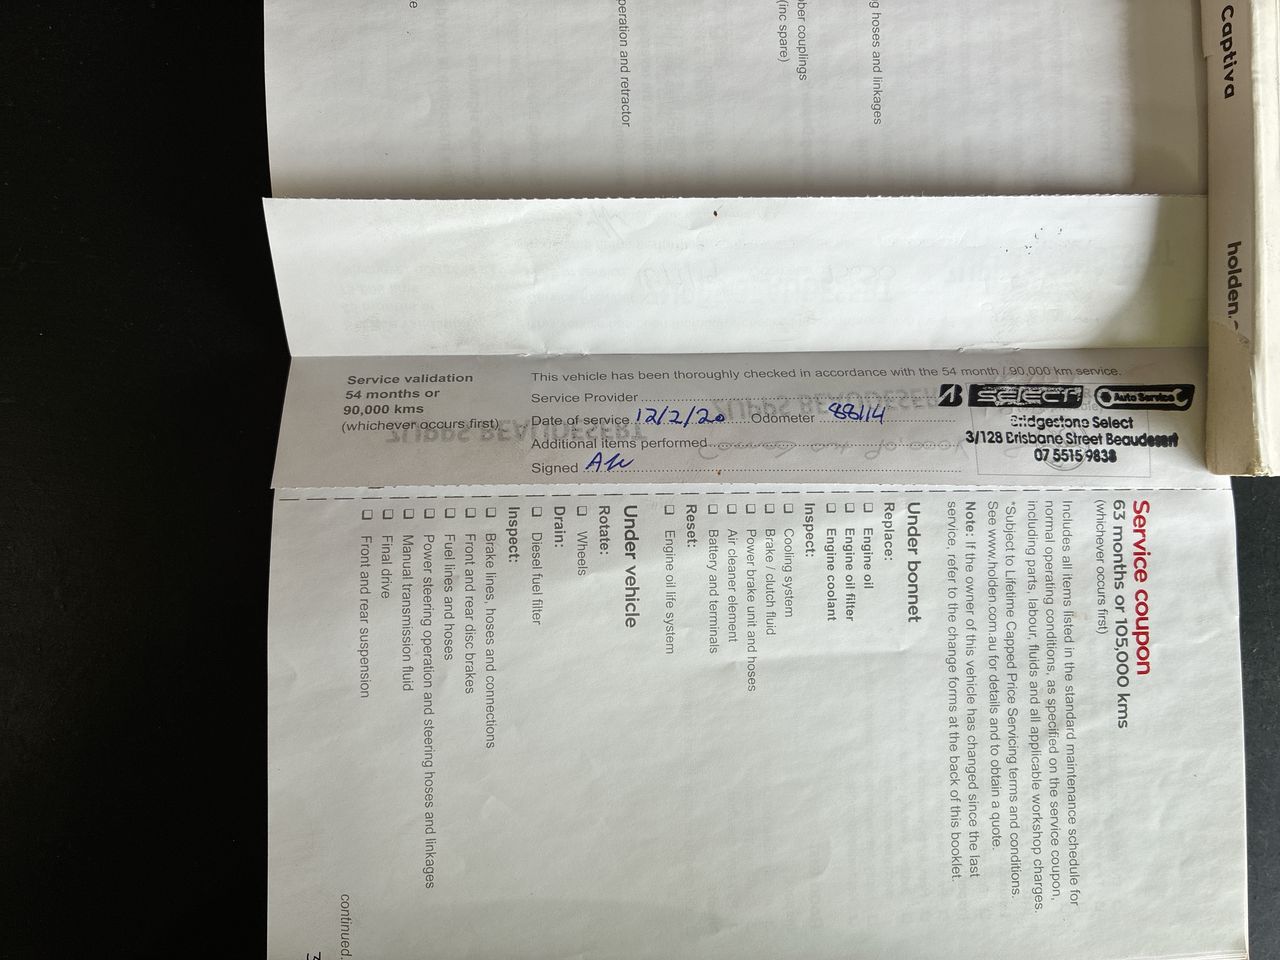 captiva
holden.
g hoses and linkages
ber couplings
(inc spare)
peration and retractor
e
Service validation
54 months or
90,000 kms
(whichever occurs first)
This vehicle has been thoroughly checked in accordance with the 54 month / 90,000 km service.
Service Provider
Date of service 12/2/20 Odometer 88114
Additional items performed
Signed
SELECT Auto Service
Bridgestone Select
3/128 Brisbane Street Beaudesert
07 5515 9838
ZUPPS BEAUDESERT
ZUPPS BEAUDESERT
Service coupon
63 months or 105,000 kms
(whichever occurs first)
Includes all items listed in the standard maintenance schedule for
normal operating conditions, as specified on the service coupon,
including parts, labour, fluids and all applicable workshop charges.
*Subject to Lifetime Capped Price Servicing terms and conditions.
See www.holden.com.au for details and to obtain a quote.
Note: If the owner of this vehicle has changed since the last
service, refer to the change forms at the back of this booklet.
Under bonnet
Replace:
Engine oil
Engine oil filter
Engine coolant
Inspect:
Cooling system
Brake / clutch fluid
Power brake unit and hoses
Air cleaner element
Battery and terminals
Reset:
Engine oil life system
Under vehicle
Rotate:
Wheels
Drain:
Diesel fuel filter
Inspect:
Brake lines, hoses and connections
Front and rear disc brakes
Fuel lines and hoses
Power steering operation and steering hoses and linkages
Manual transmission fluid
Final drive
Front and rear suspension
continued.
3